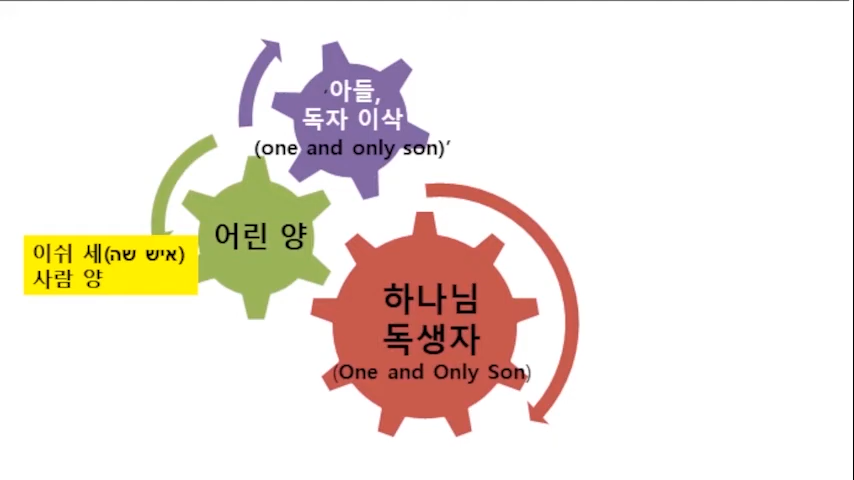 ‘아들,
독자 이삭
(one and only son)’
어린 양
이쉬 세(איש שה)
사람 양
하나님
독생자
(One and Only Son)